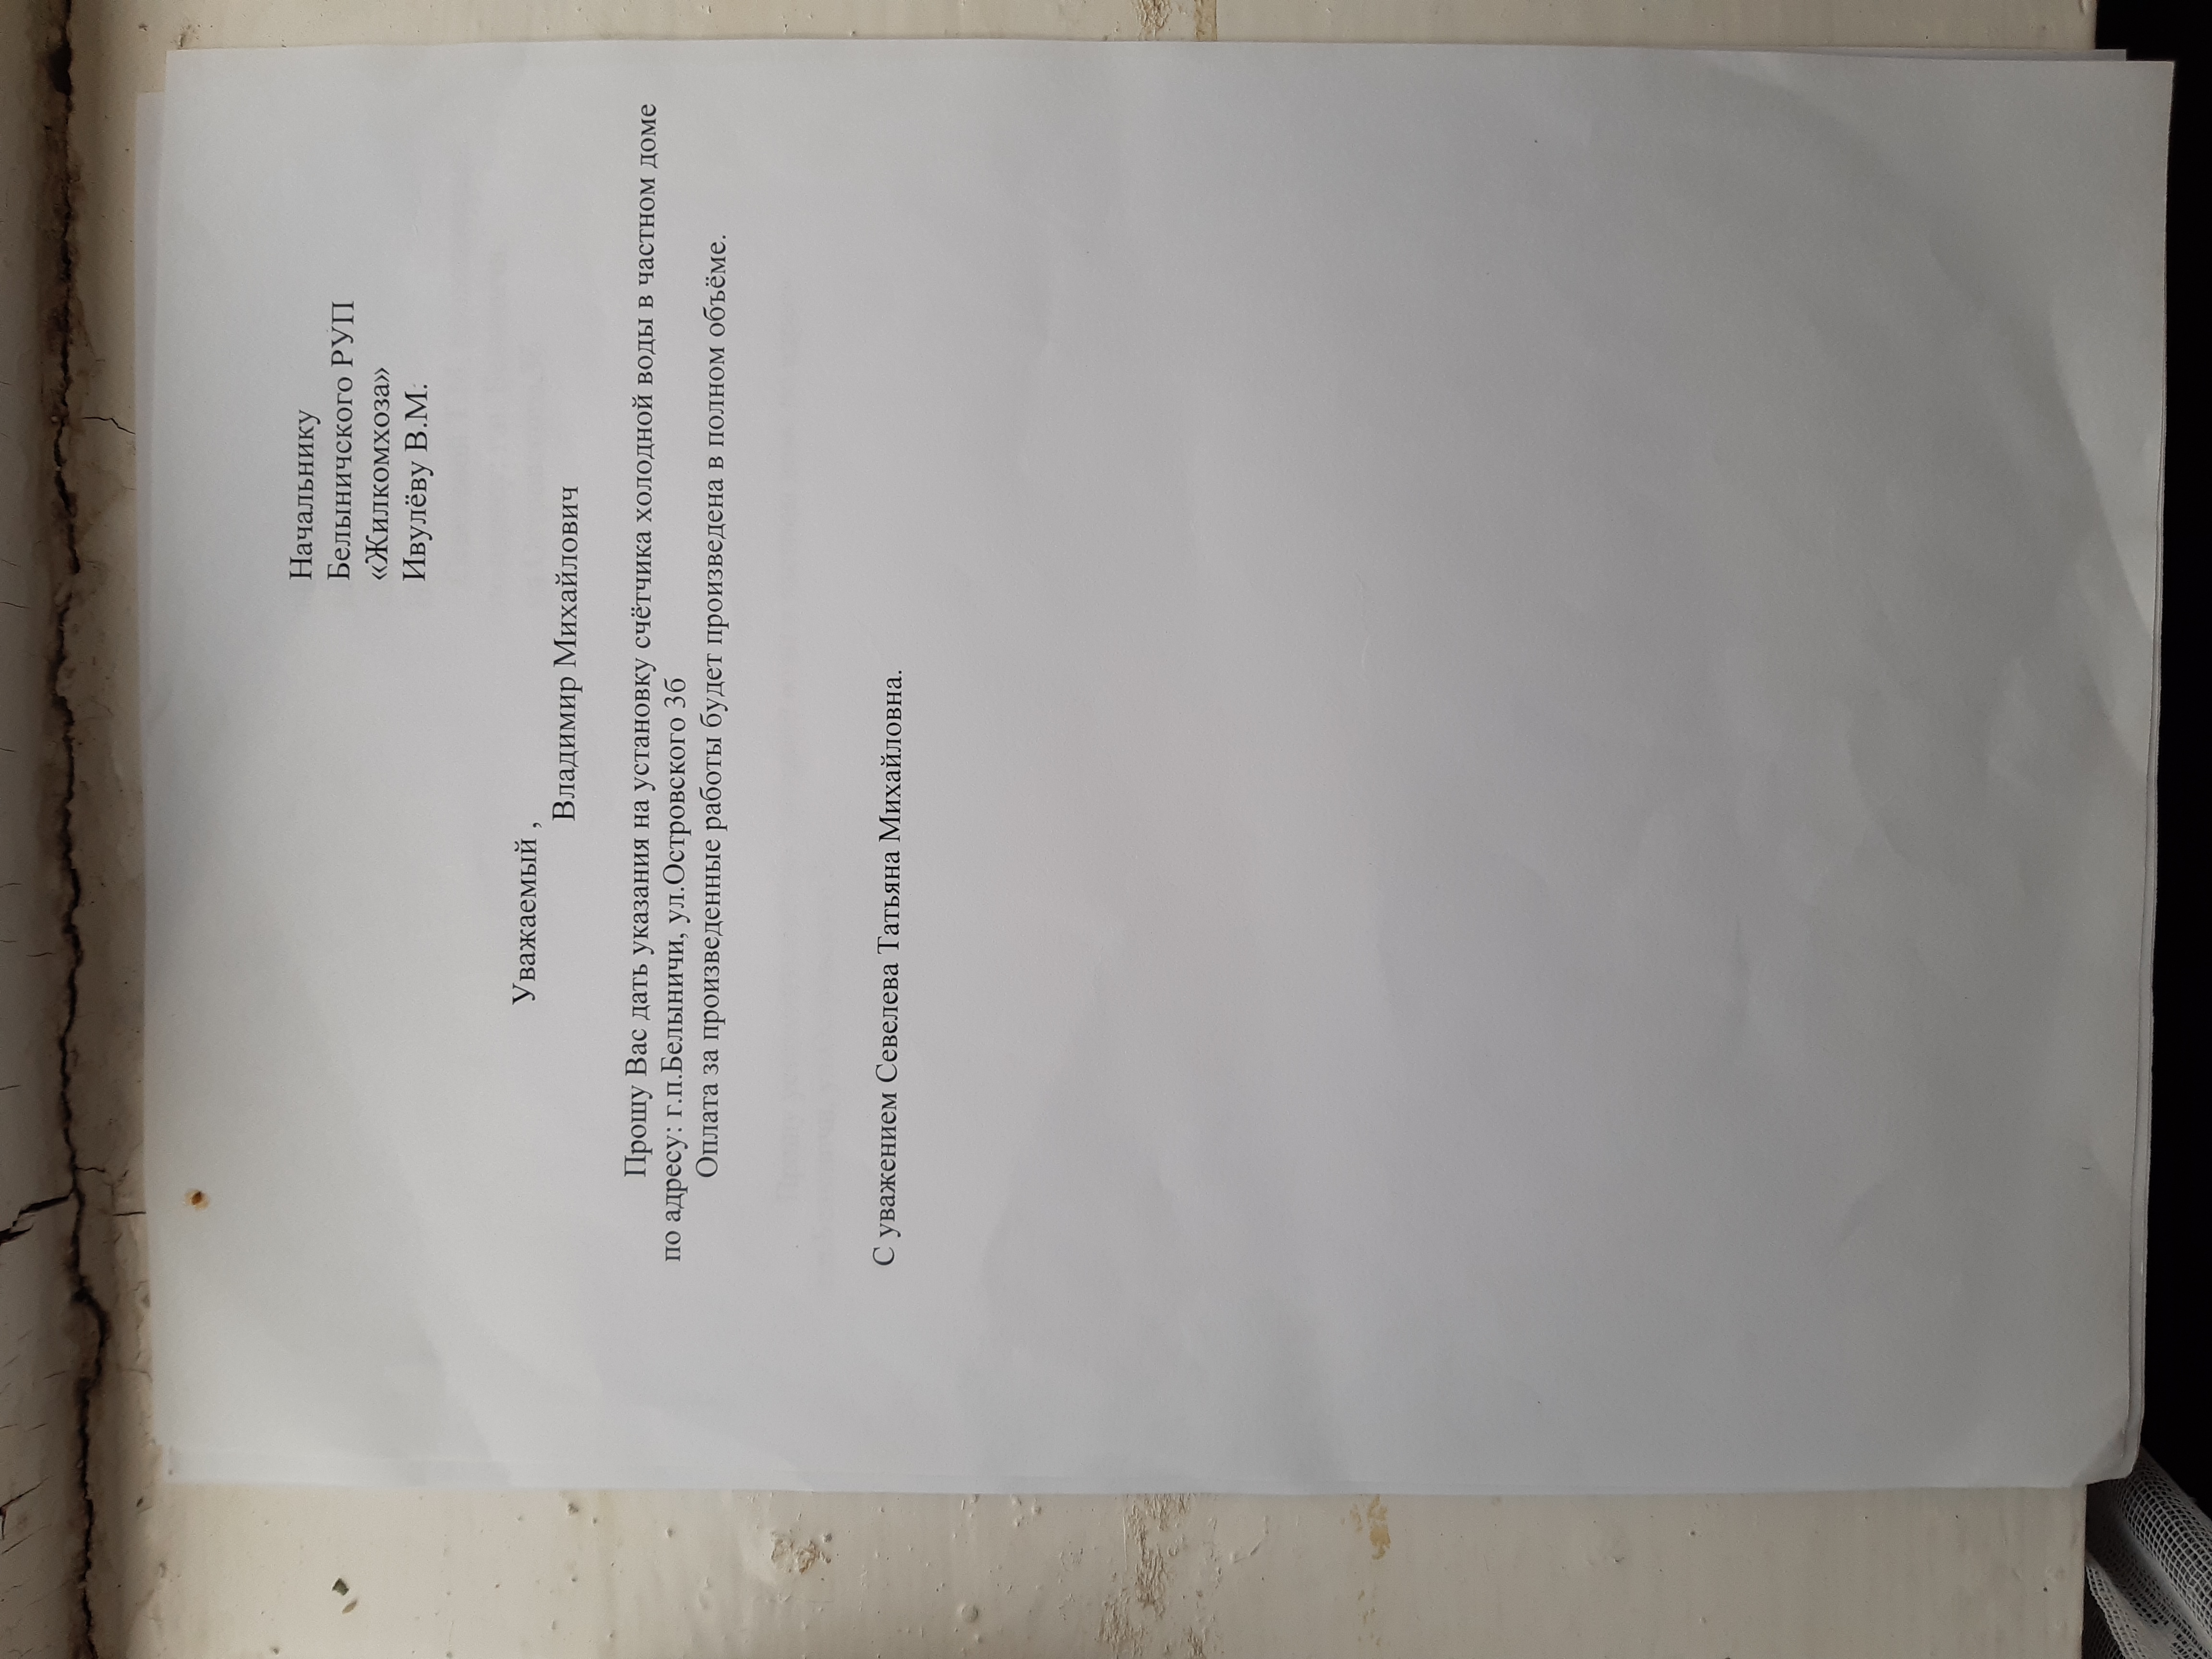 Начальнику
Белыничского РУП
«Жилкомхоза»
Ивулёву В.М.
Уважаемый ,
Владимир Михайлович
Прошу Вас дать указания на установку счётчика холодной воды в частном доме
по адресу: г.п.Белыничи, ул.Островского 3б
Оплата за произведенные работы будет произведена в полном объёме.
С уважением Севелева Татьяна Михайловна.